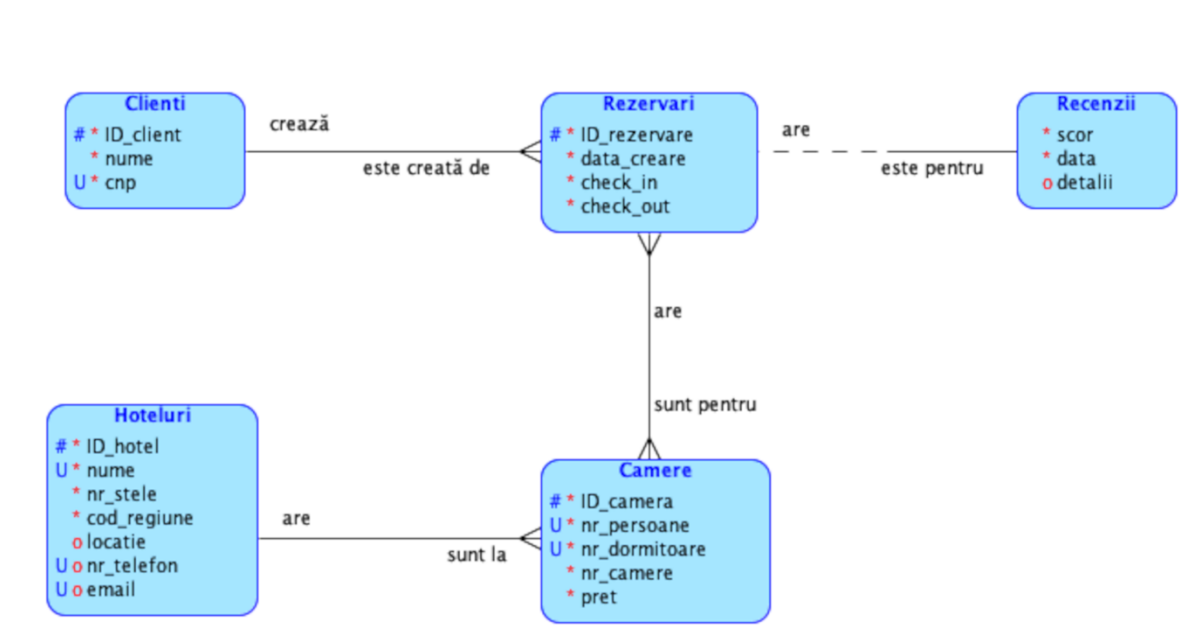 Clienti
# * ID_client
* nume
U * cnp
crează
este creată de
Rezervari
# * ID_rezervare
* data_creare
* check_in
* check_out
are
este pentru
Recenzii
* scor
* data
o detalii
are
sunt pentru
Hoteluri
# * ID_hotel
U * nume
* nr_stele
* cod_regiune
o locatie
U o nr_telefon
U o email
are
sunt la
Camere
# * ID_camera
U * nr_persoane
U * nr_dormitoare
* nr_camere
* pret